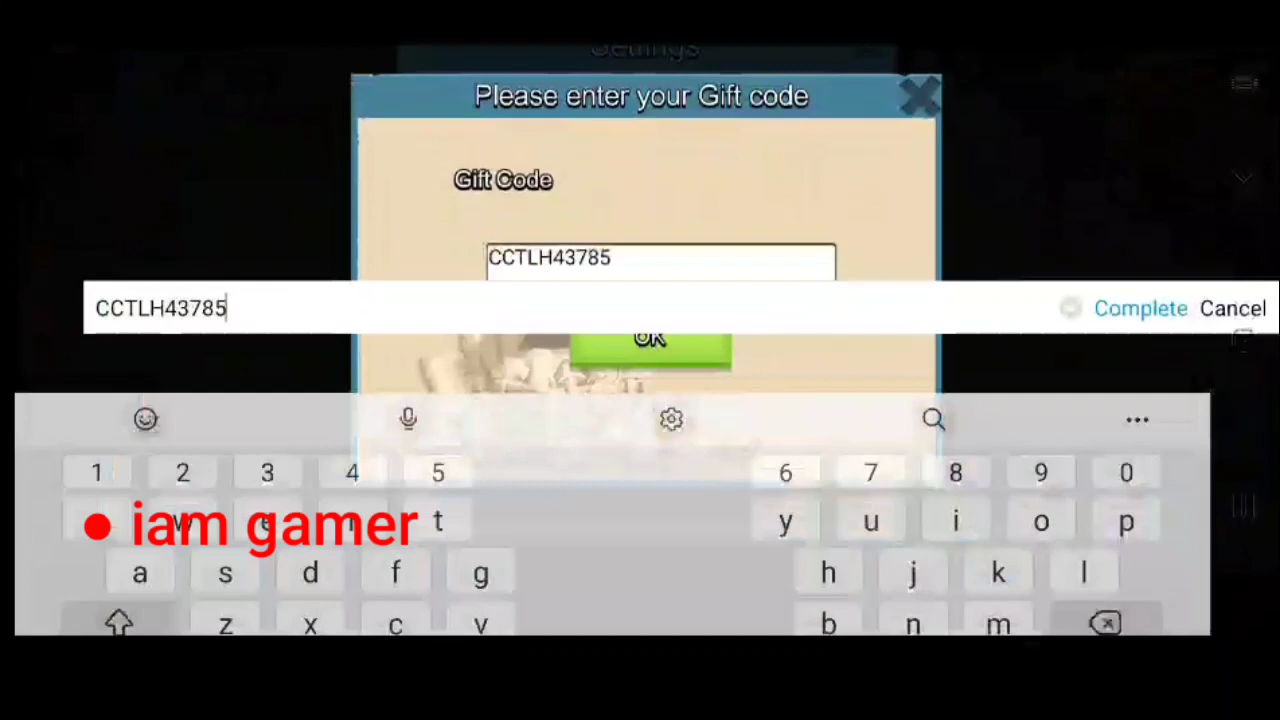 Settings
Please enter your Gift code
Gift Code
CCTLH43785
CCTLH43785 Complete Cancel
OK
1 2 3 4 5 6 7 8 9 0
w e t y u i o p
● iam gamer
a s d f g h j k l
z x c v b n m